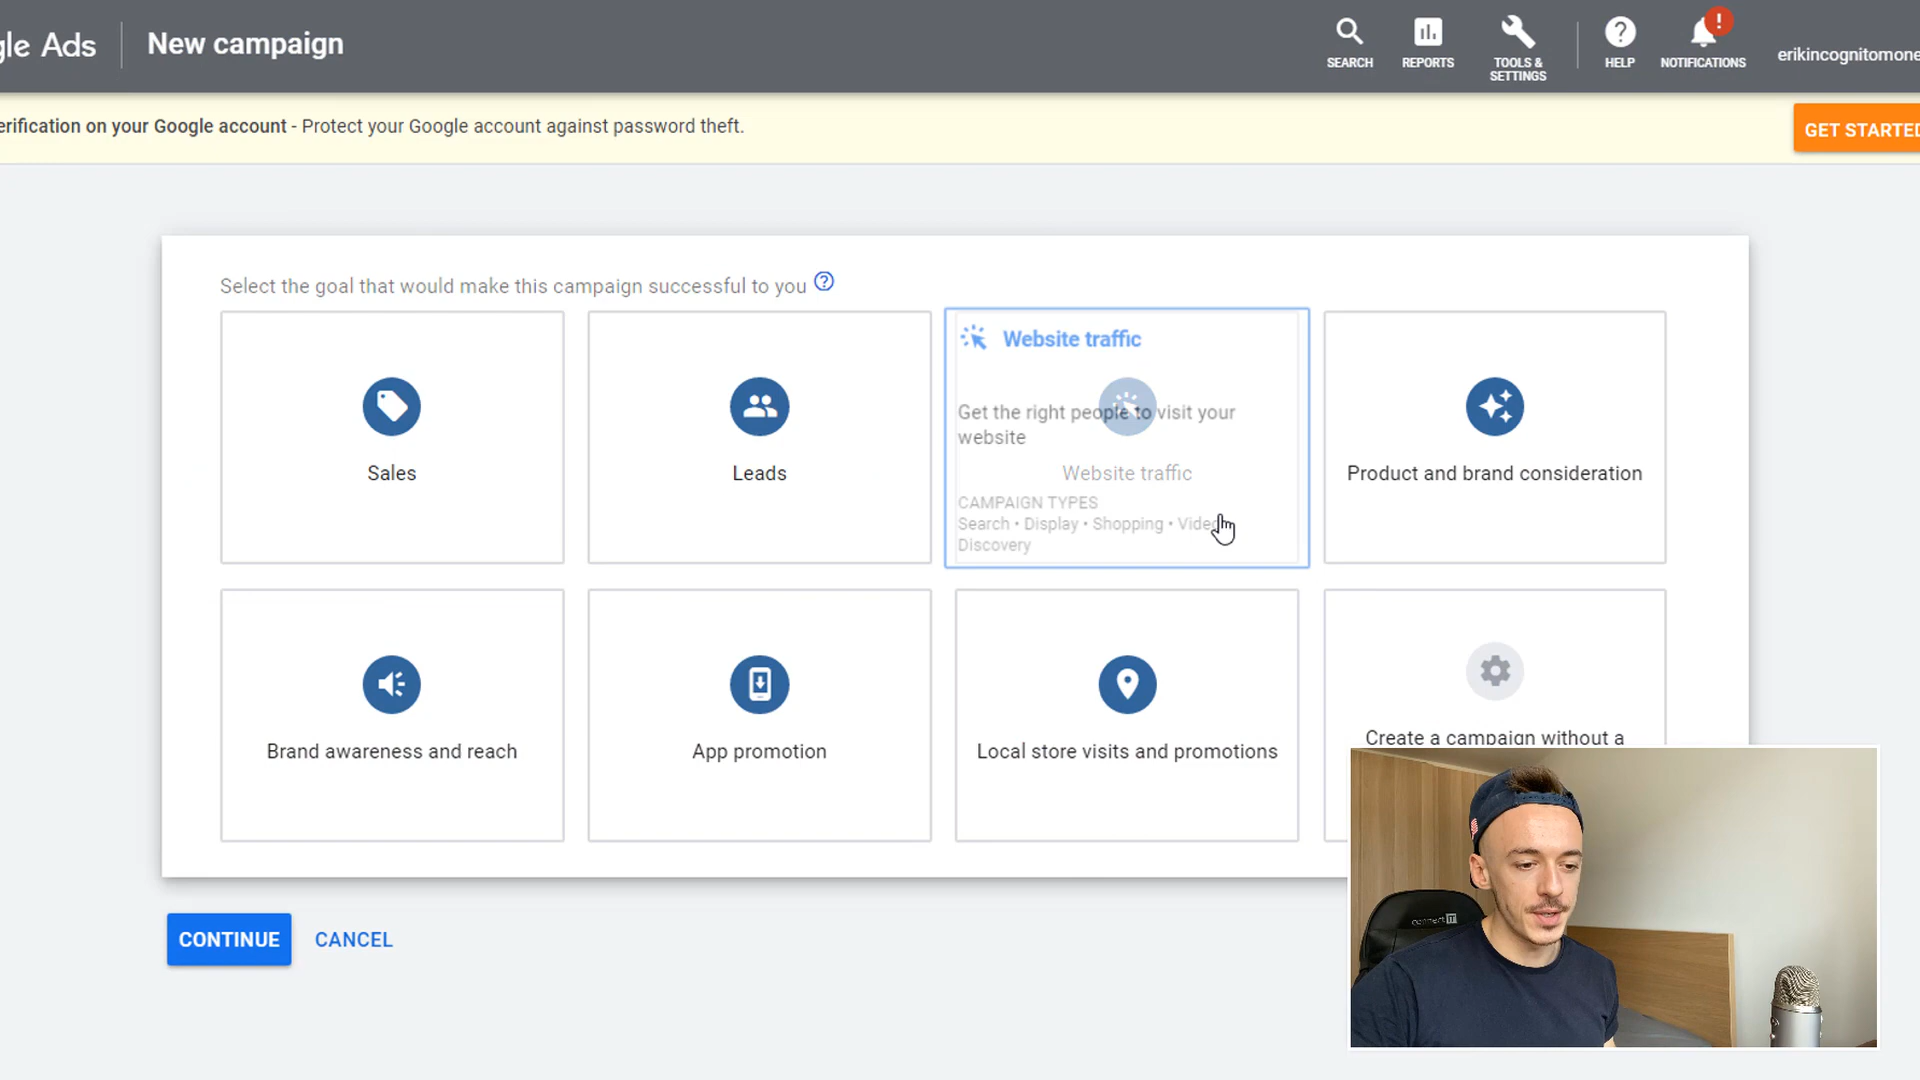 gle Ads
New campaign
SEARCH
REPORTS
TOOLS &
SETTINGS
HELP
!
NOTIFICATIONS
erikincognitomone
erification on your Google account - Protect your Google account against password theft.
GET STARTED
Select the goal that would make this campaign successful to you
Sales
Leads
Website traffic
Get the right people to visit your
website
Website traffic
CAMPAIGN TYPES
Search • Display • Shopping • Video
Discovery
Product and brand consideration
Brand awareness and reach
App promotion
Local store visits and promotions
Create a campaign without a
CONTINUE
CANCEL
connect IT